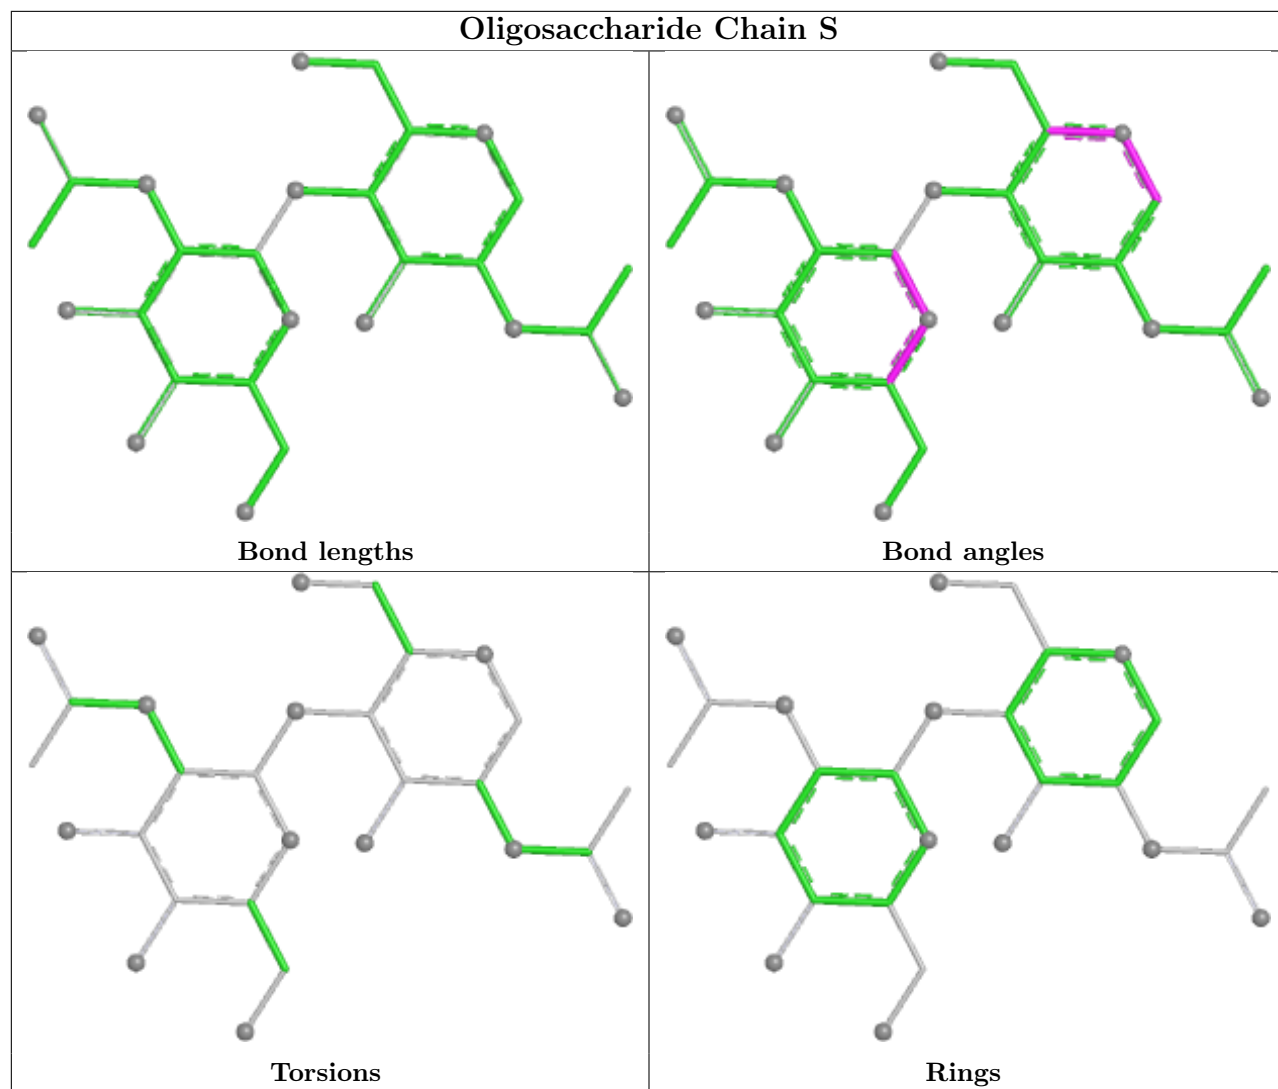 Oligosaccharide Chain S
Bond lengths
Bond angles
Torsions
Rings